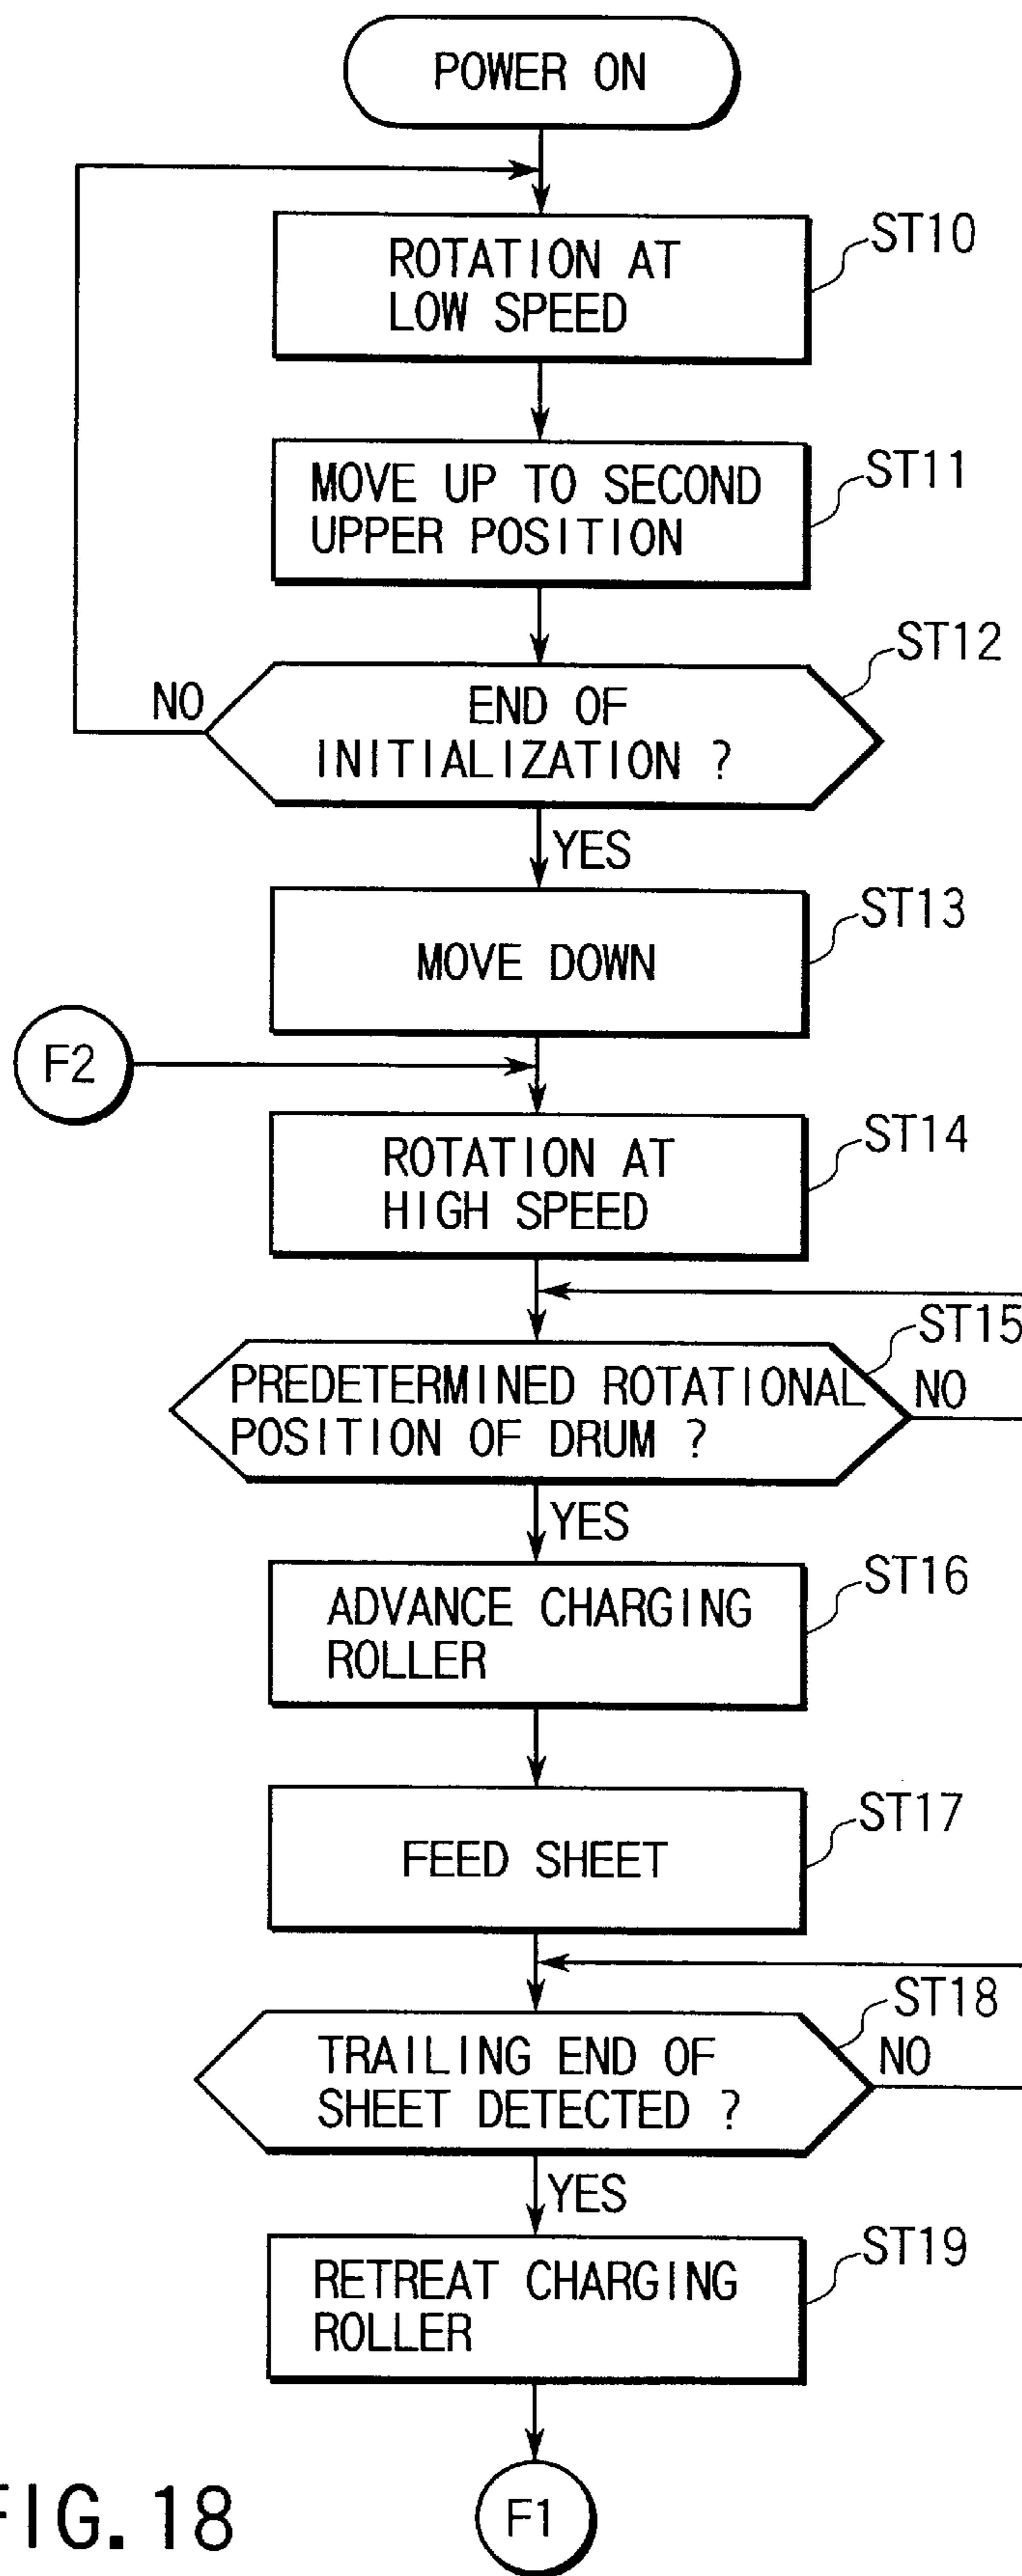 POWER ON
ST10
ROTATION AT
LOW SPEED
ST11
MOVE UP TO SECOND
UPPER POSITION
ST12
NO
END OF
INITIALIZATION ?
YES
ST13
MOVE DOWN
F2
ST14
ROTATION AT
HIGH SPEED
ST15
PREDETERMINED ROTATIONAL
POSITION OF DRUM ?
NO
YES
ST16
ADVANCE CHARGING
ROLLER
ST17
FEED SHEET
ST18
TRAILING END OF
SHEET DETECTED ?
NO
YES
ST19
RETREAT CHARGING
ROLLER
F1
FIG. 18